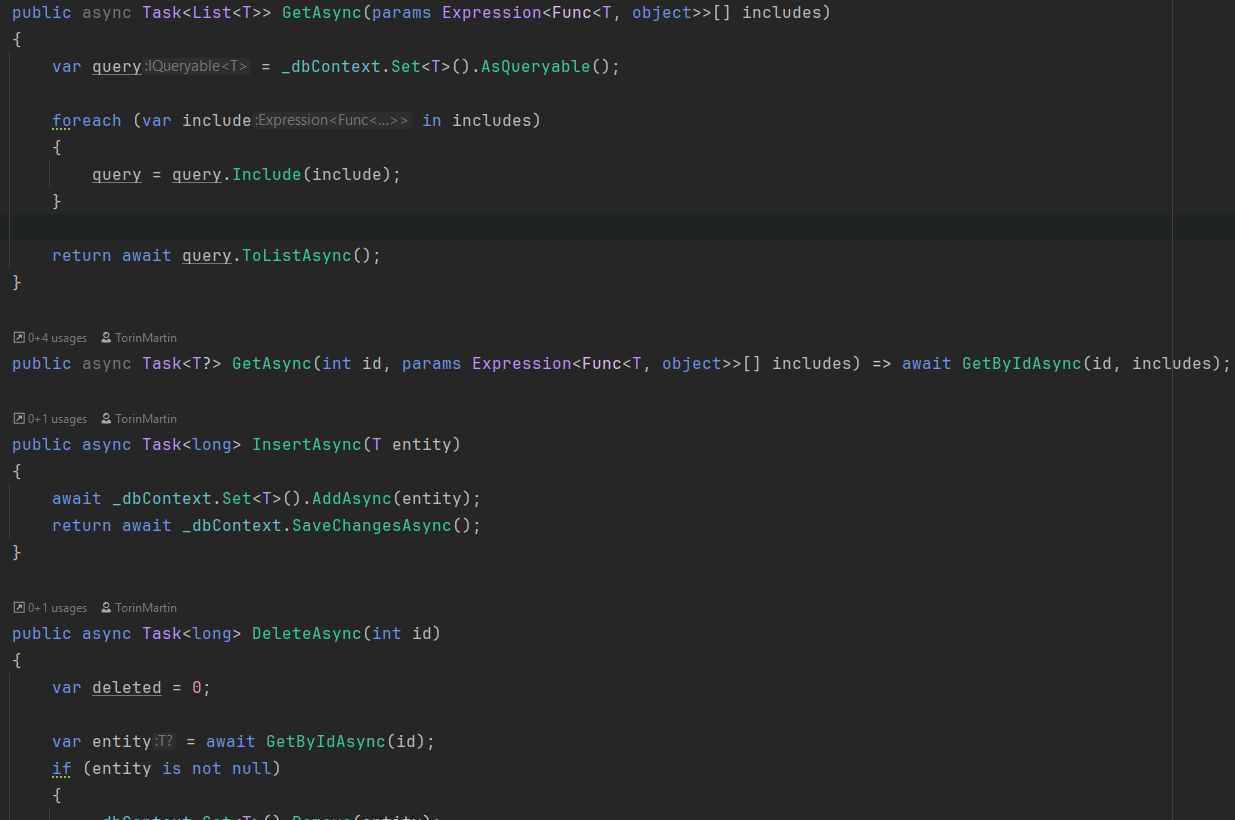 public async Task<List<T>> GetAsync(params Expression<Func<T, object>>[] includes)
{
var query :IQueryable<T> = _dbContext.Set<T>().AsQueryable();
foreach (var include :Expression<Func<...>> in includes)
{
query = query.Include(include);
}
return await query.ToListAsync();
}
0+4 usages TorinMartin
public async Task<T?> GetAsync(int id, params Expression<Func<T, object>>[] includes) => await GetByIdAsync(id, includes);
0+1 usages TorinMartin
public async Task<long> InsertAsync(T entity)
{
await _dbContext.Set<T>().AddAsync(entity);
return await _dbContext.SaveChangesAsync();
}
0+1 usages TorinMartin
public async Task<long> DeleteAsync(int id)
{
var deleted = 0;
var entity :T? = await GetByIdAsync(id);
if (entity is not null)
{
_dbContext.Set<T>().Remove(entity);